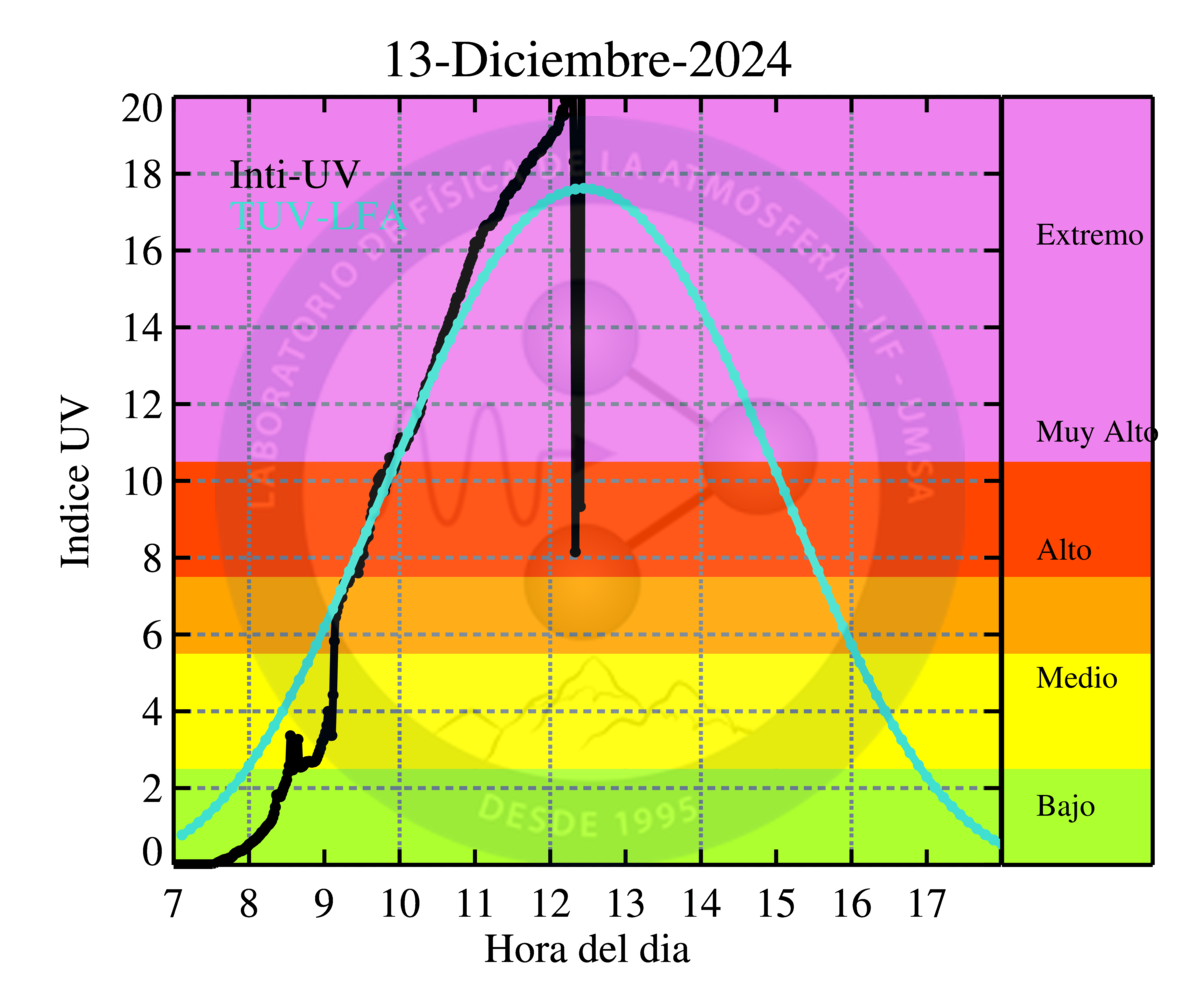 13-Diciembre-2024
20
18
16
14
12
10
8
6
4
2
0
Indice UV
Inti-UV
TUV-LFA
LABORATORIO DE FÍSICA DE LA ATMÓSFERA - IIF - UMSA
DESDE 1995
Extremo
Muy Alto
Alto
Medio
Bajo
7 8 9 10 11 12 13 14 15 16 17
Hora del dia